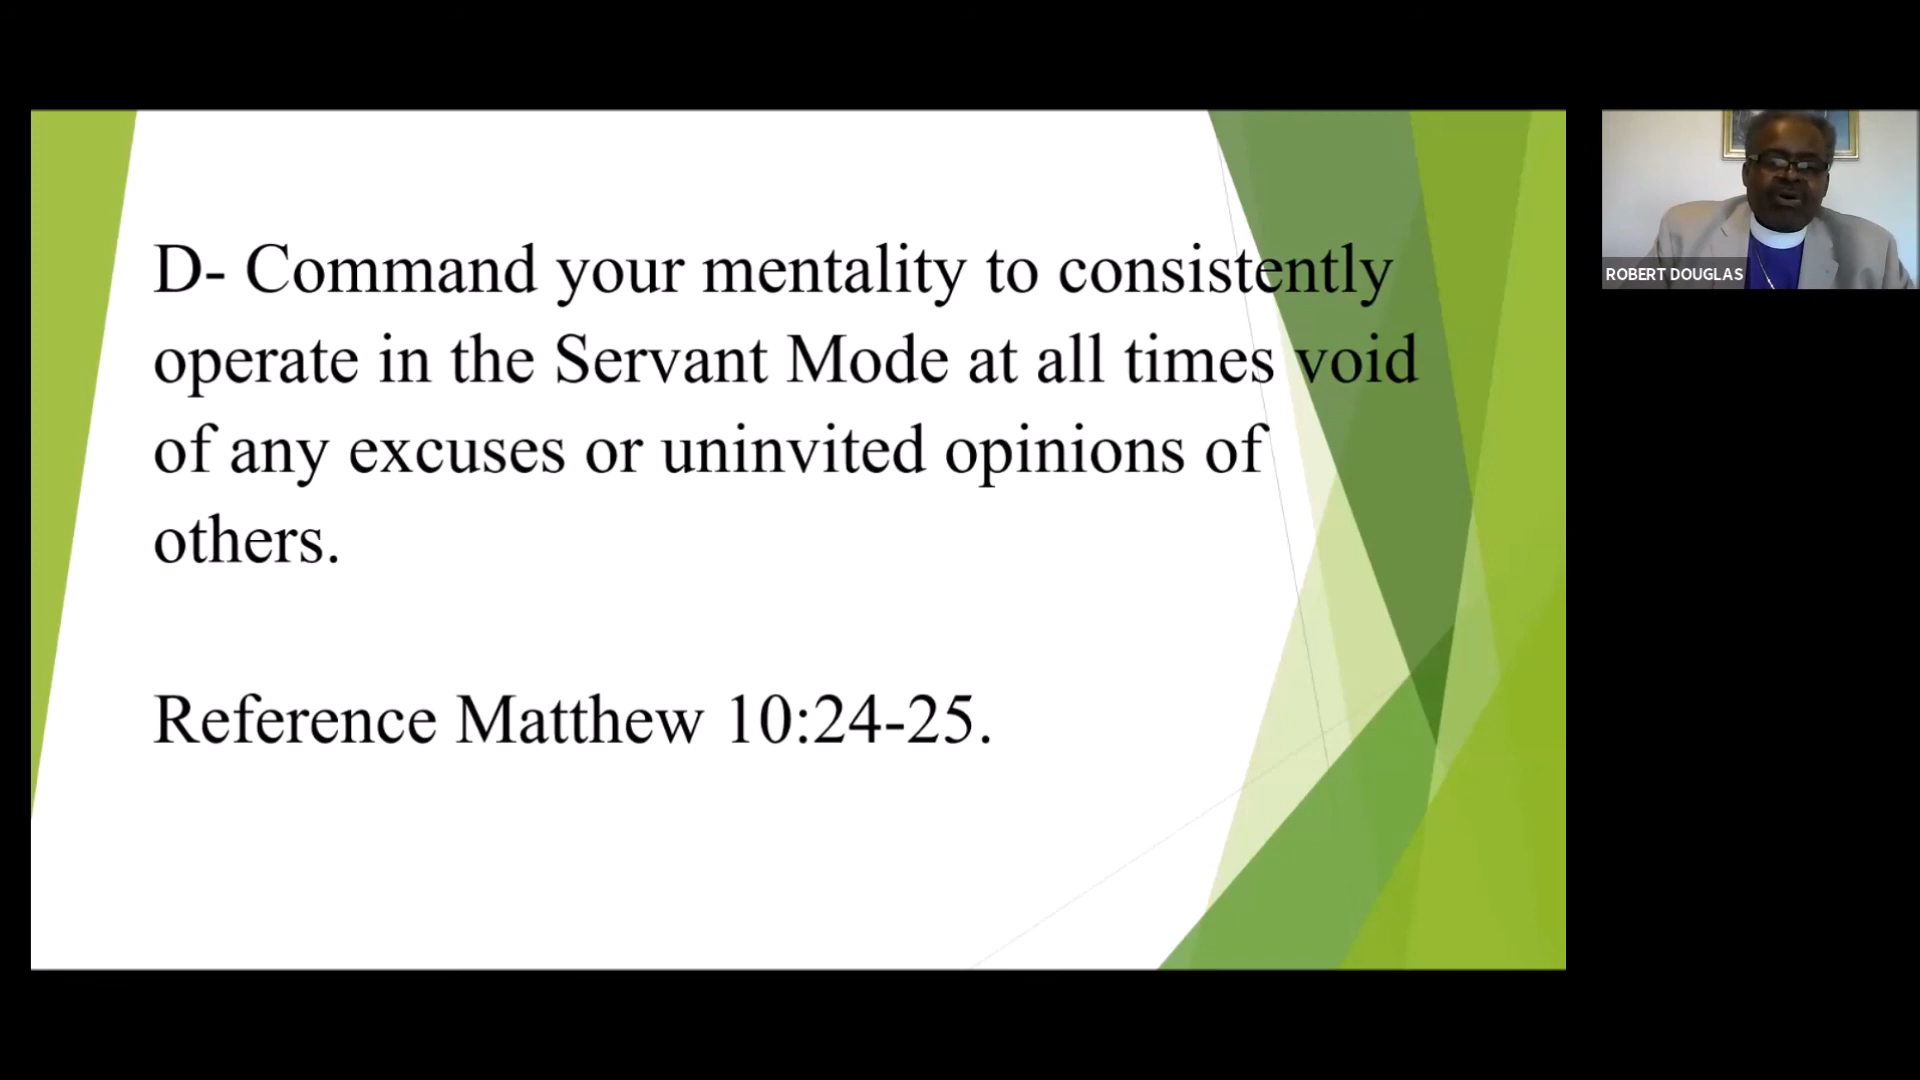 D- Command your mentality to consistently
operate in the Servant Mode at all times void
of any excuses or uninvited opinions of
others.
Reference Matthew 10:24-25.
ROBERT DOUGLAS